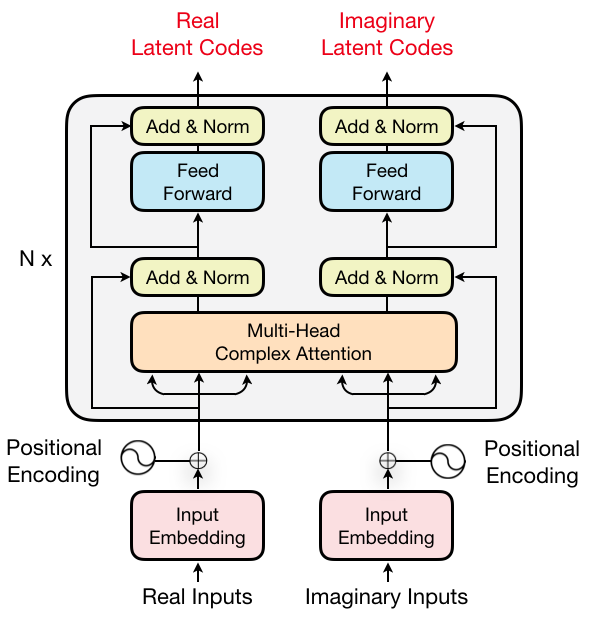 Real
Latent Codes
Imaginary
Latent Codes
Add & Norm
Add & Norm
Feed
Forward
Feed
Forward
N x
Add & Norm
Add & Norm
Multi-Head
Complex Attention
Positional
Encoding
Positional
Encoding
Input
Embedding
Input
Embedding
Real Inputs
Imaginary Inputs